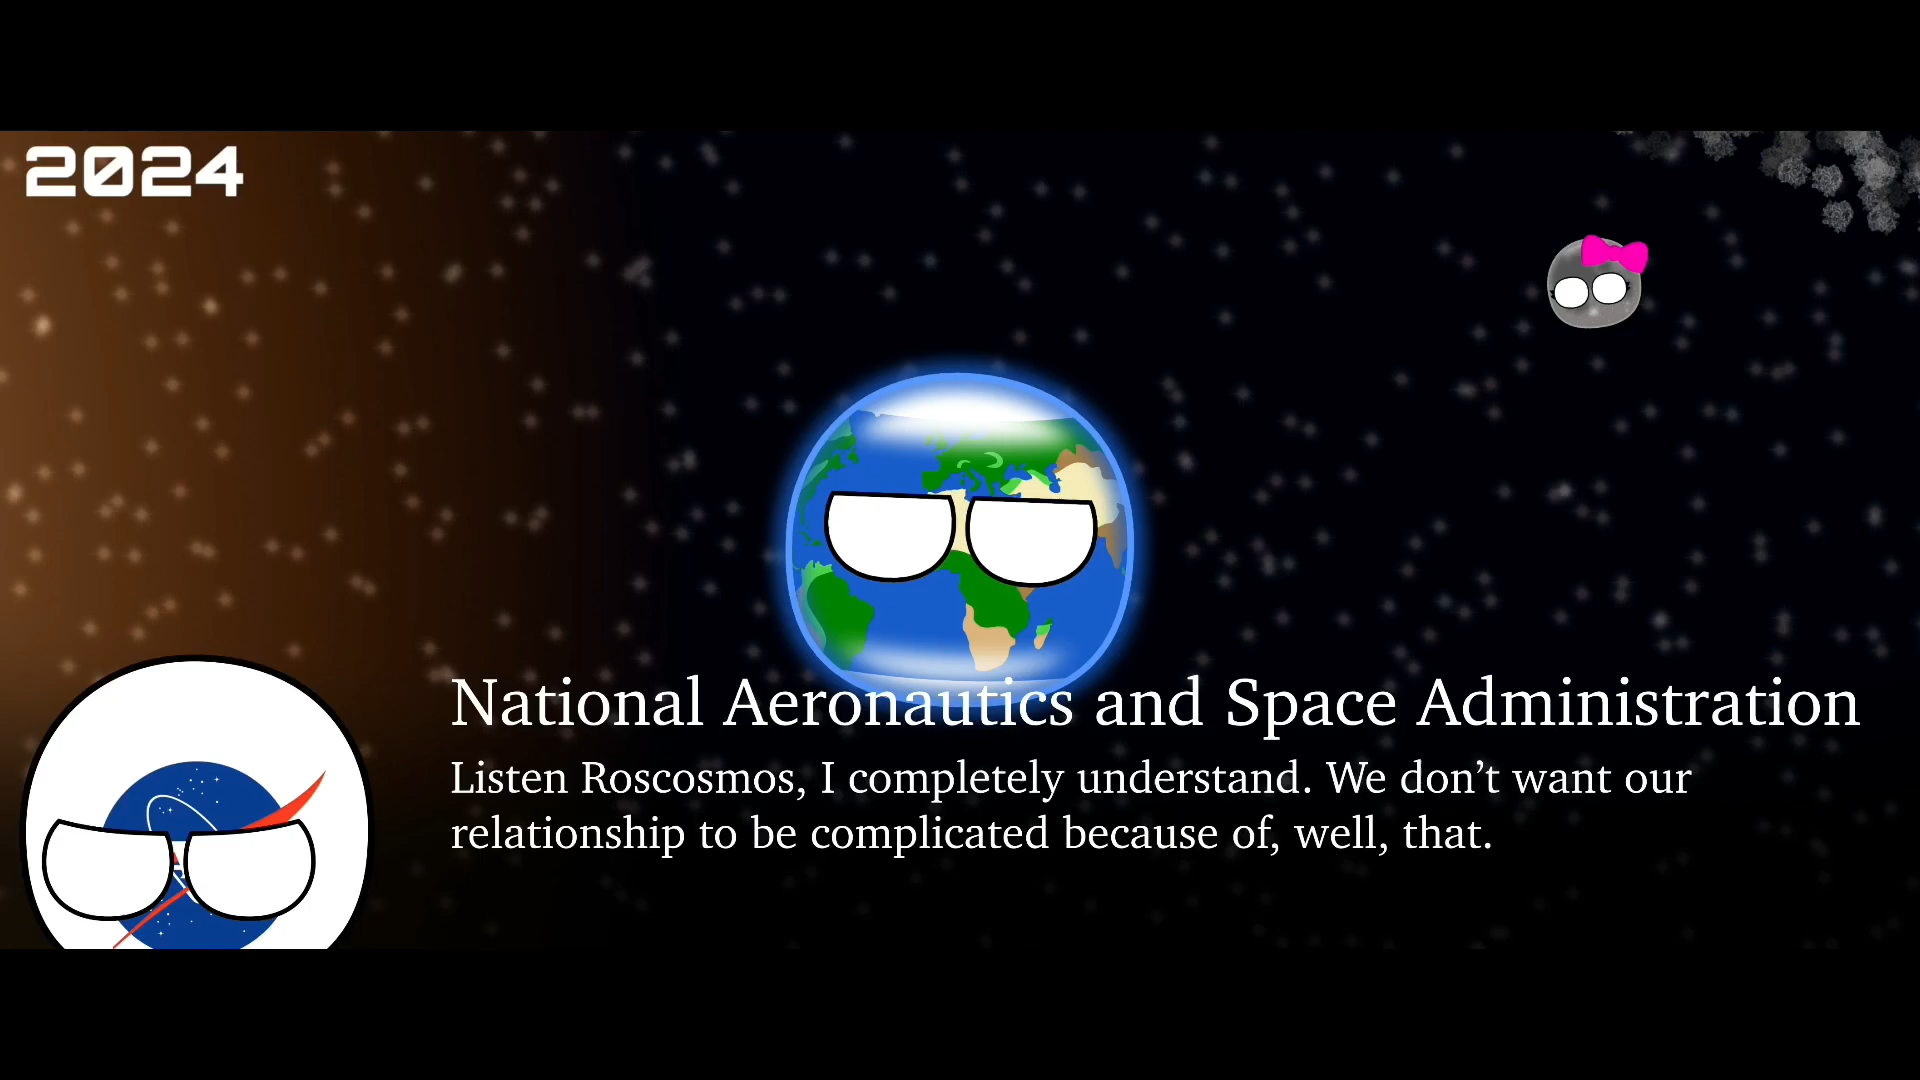 2024
National Aeronautics and Space Administration
Listen Roscosmos, I completely understand. We don’t want our
relationship to be complicated because of, well, that.